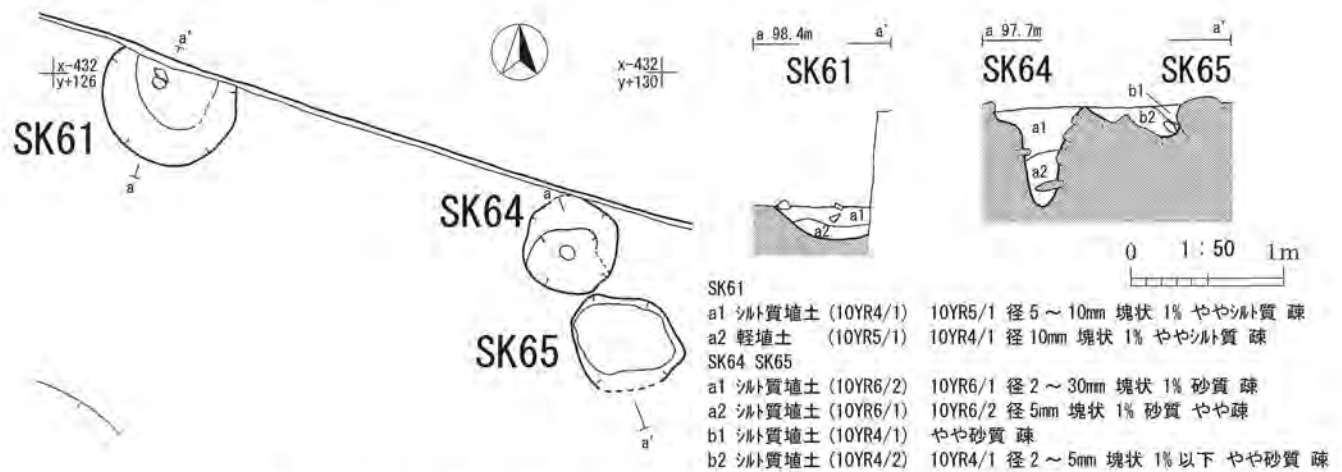 a'
x-432
y+126
SK61
a
x-432
y+130
SK64
a
SK65
a'
a 98.4m a'
SK61
a1
a2
a 97.7m a'
SK64 SK65
b1
b2
a1
a2
0 1:50 1m
SK61
a1 シルト質埴土 (10YR4/1) 10YR5/1 径 5 ～ 10mm 塊状 1% ややシルト質 疎
a2 軽埴土 (10YR5/1) 10YR4/1 径 10mm 塊状 1% ややシルト質 疎
SK64 SK65
a1 シルト質埴土 (10YR6/2) 10YR6/1 径 2 ～ 30mm 塊状 1% 砂質 疎
a2 シルト質埴土 (10YR6/1) 10YR6/2 径 5mm 塊状 1% 砂質 やや疎
b1 シルト質埴土 (10YR4/1) やや砂質 疎
b2 シルト質埴土 (10YR4/2) 10YR4/1 径 2 ～ 5mm 塊状 1% 以下 やや砂質 疎